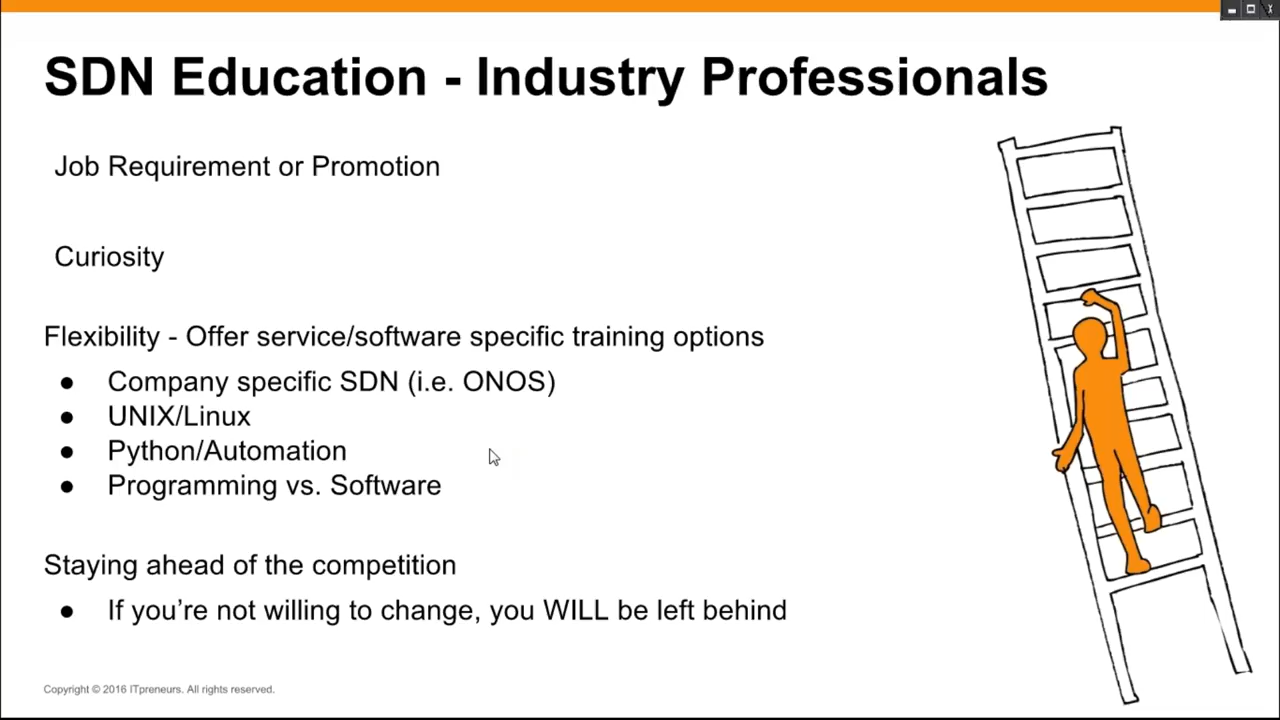 SDN Education - Industry Professionals
Job Requirement or Promotion
Curiosity
Flexibility - Offer service/software specific training options
● Company specific SDN (i.e. ONOS)
● UNIX/Linux
● Python/Automation
● Programming vs. Software
Staying ahead of the competition
● If you’re not willing to change, you WILL be left behind
Copyright © 2016 ITpreneurs. All rights reserved.